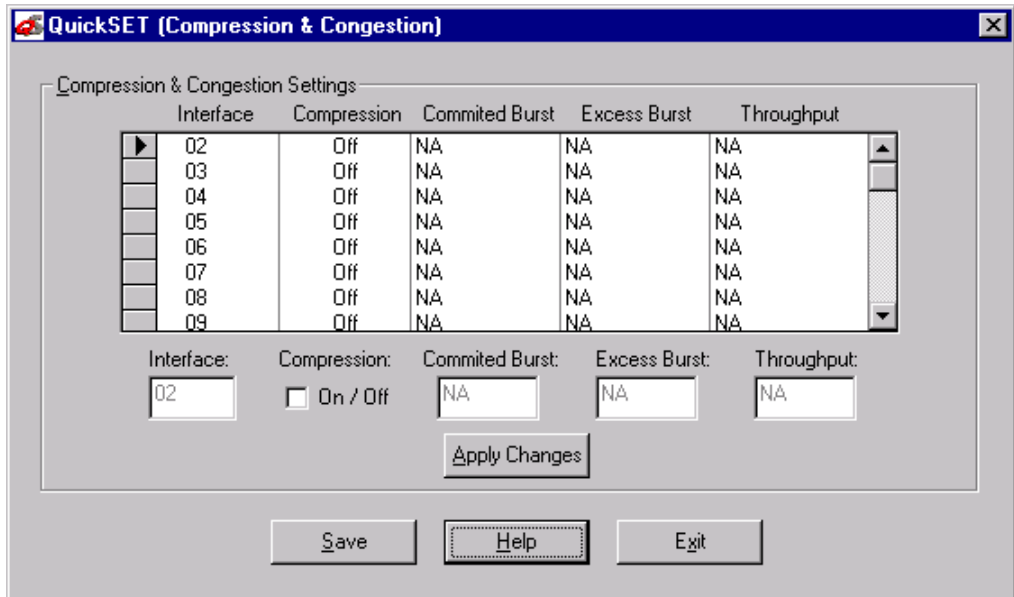 QuickSET (Compression & Congestion)
Compression & Congestion Settings
Interface Compression Commited Burst Excess Burst Throughput
02 Off NA NA NA
03 Off NA NA NA
04 Off NA NA NA
05 Off NA NA NA
06 Off NA NA NA
07 Off NA NA NA
08 Off NA NA NA
09 Off NA NA NA
Interface: Compression: Commited Burst: Excess Burst: Throughput:
02 On / Off NA NA NA
Apply Changes
Save Help Exit